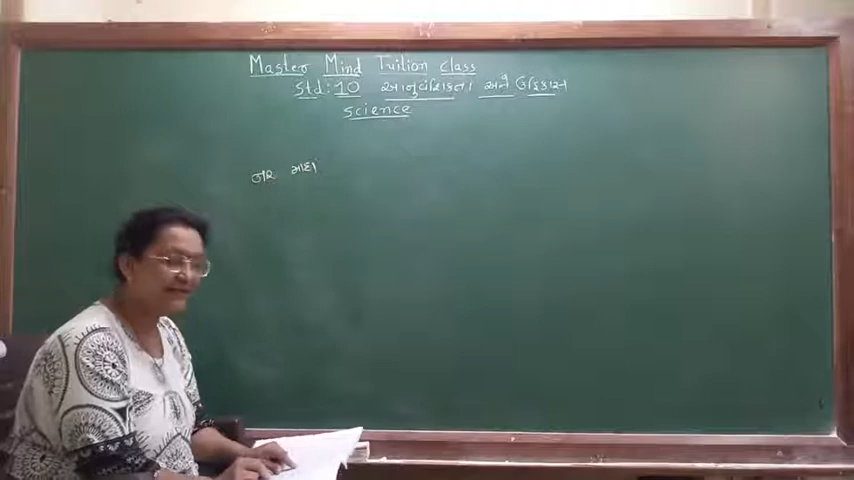 Master Mind Tuition Class
Std: 10 આનુવંશિકતા અને ઉદ્વિકાસ
Science
નર માદા